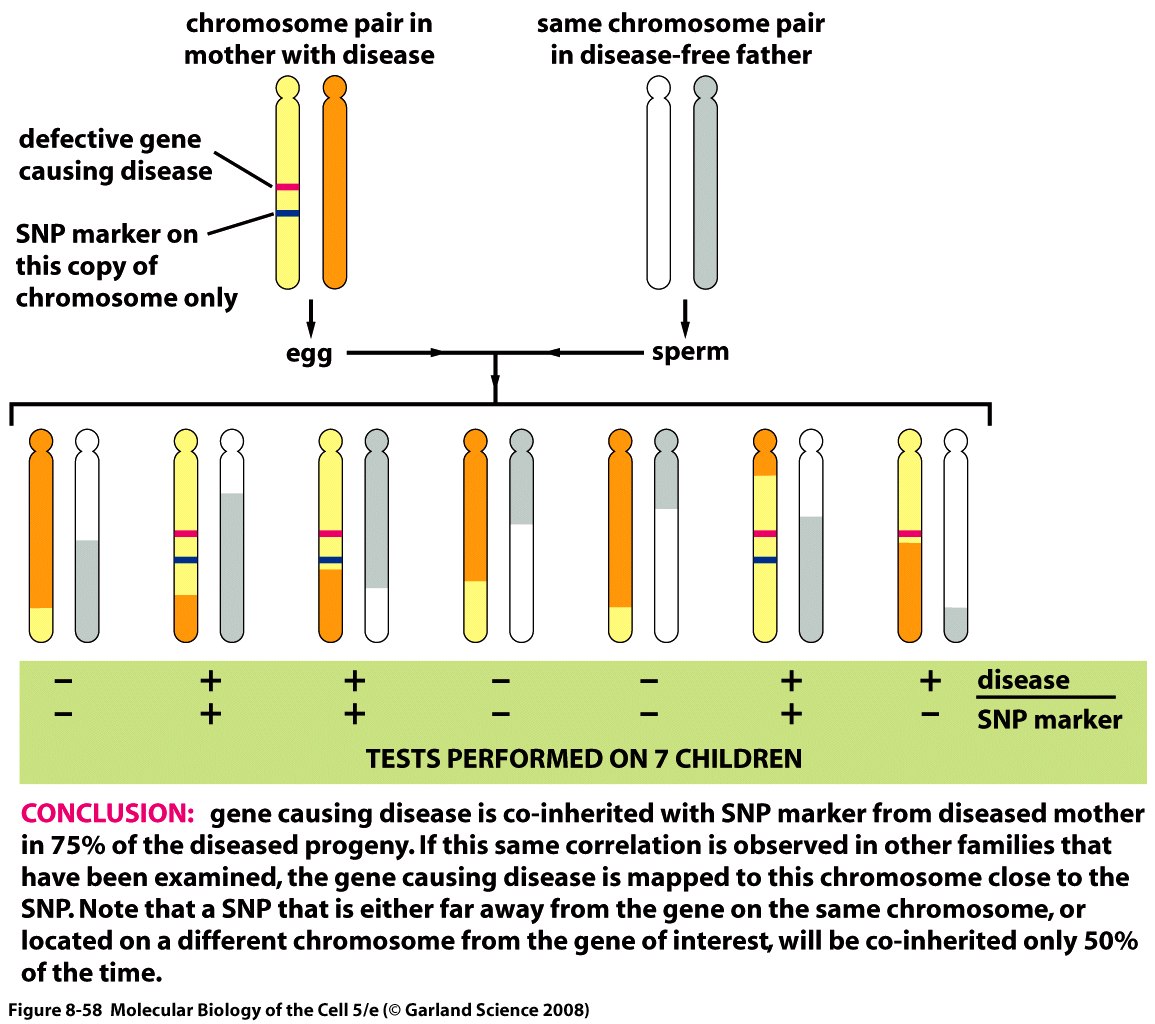 chromosome pair in
mother with disease
same chromosome pair
in disease-free father
defective gene
causing disease
SNP marker on
this copy of
chromosome only
egg
sperm
– + + – – + + disease
– + + – – + – SNP marker
TESTS PERFORMED ON 7 CHILDREN
CONCLUSION: gene causing disease is co-inherited with SNP marker from diseased mother
in 75% of the diseased progeny. If this same correlation is observed in other families that
have been examined, the gene causing disease is mapped to this chromosome close to the
SNP. Note that a SNP that is either far away from the gene on the same chromosome, or
located on a different chromosome from the gene of interest, will be co-inherited only 50%
of the time.
Figure 8-58 Molecular Biology of the Cell 5/e (© Garland Science 2008)